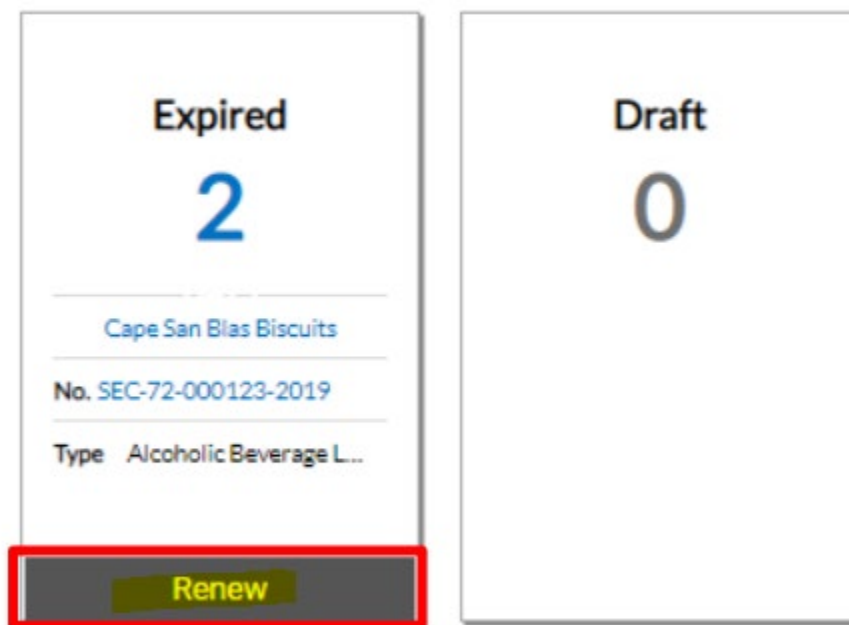 Expired
2
Cape San Blas Biscuits
No. SEC-72-000123-2019
Type Alcoholic Beverage L...
Renew
Draft
0